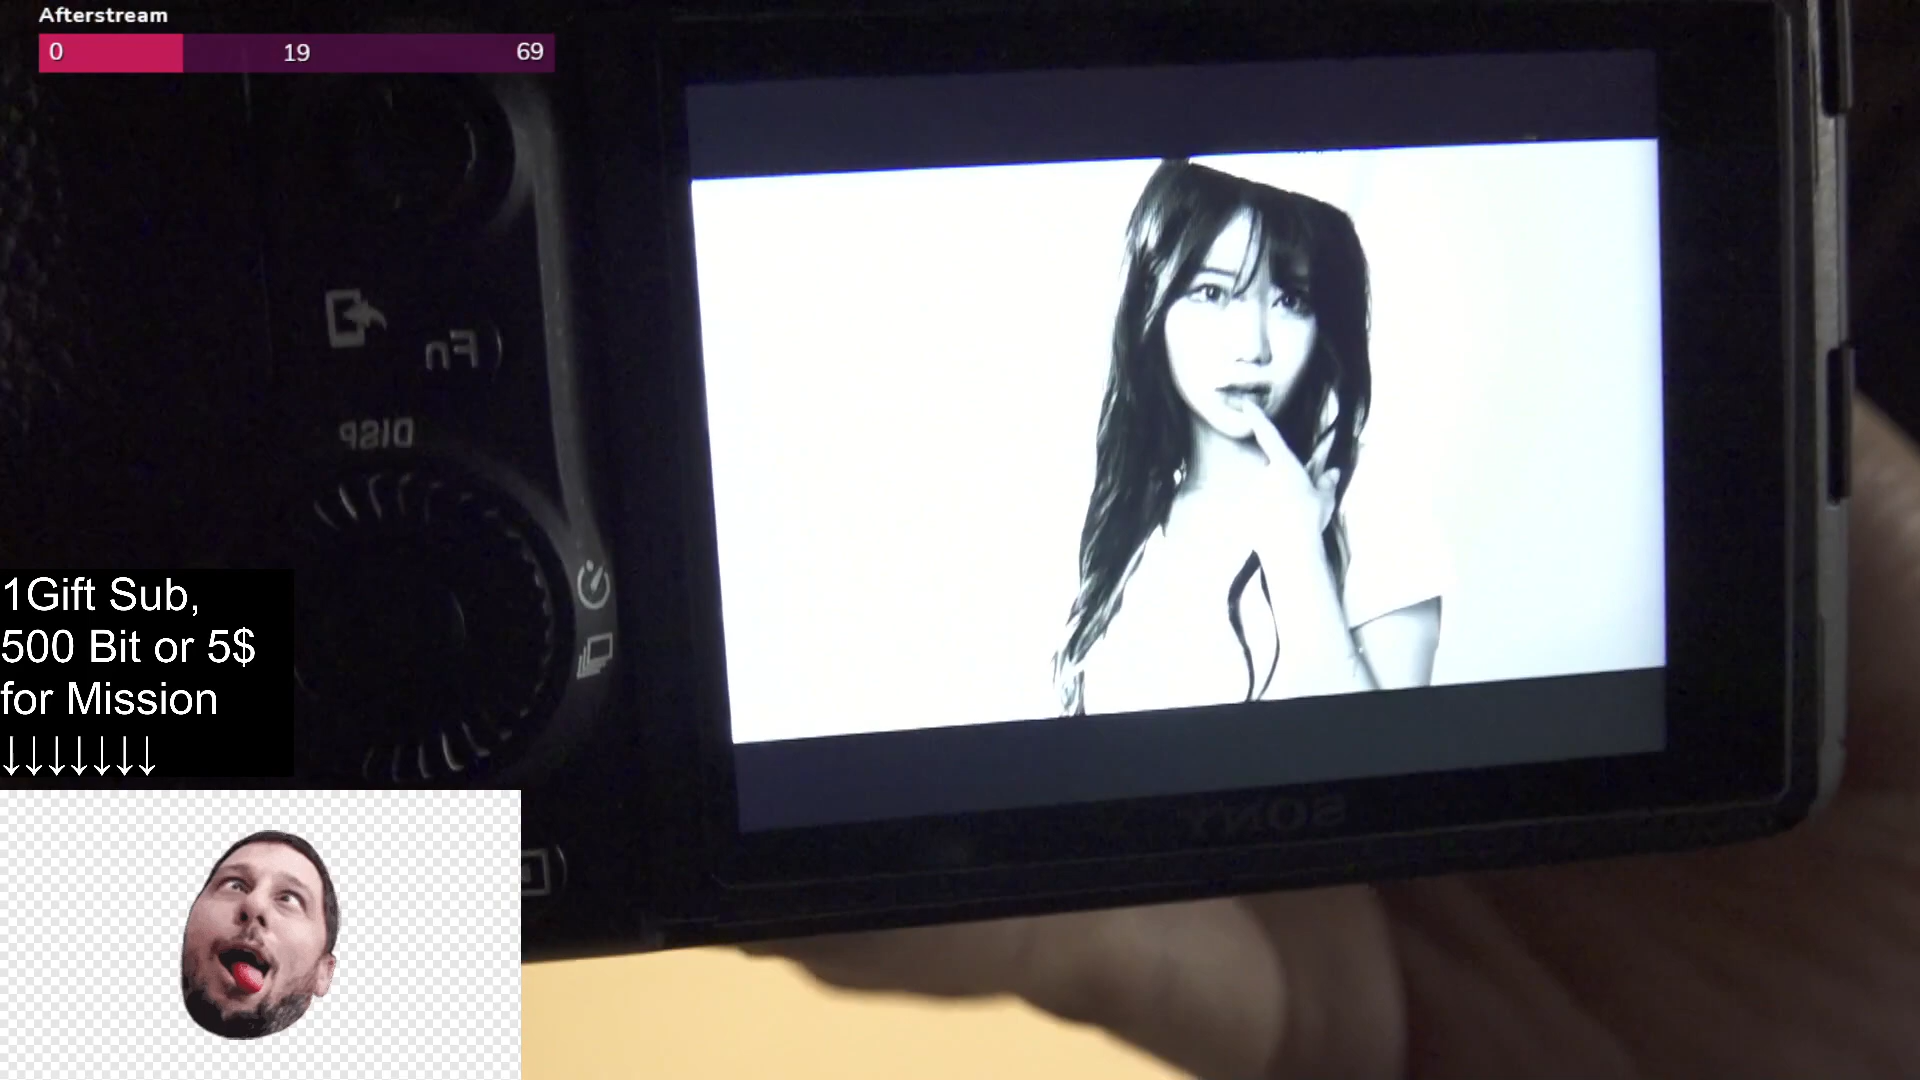 Afterstream
0 19 69
Fn
DISP
1Gift Sub,
500 Bit or 5$
for Mission
↓↓↓↓↓↓↓
SONY